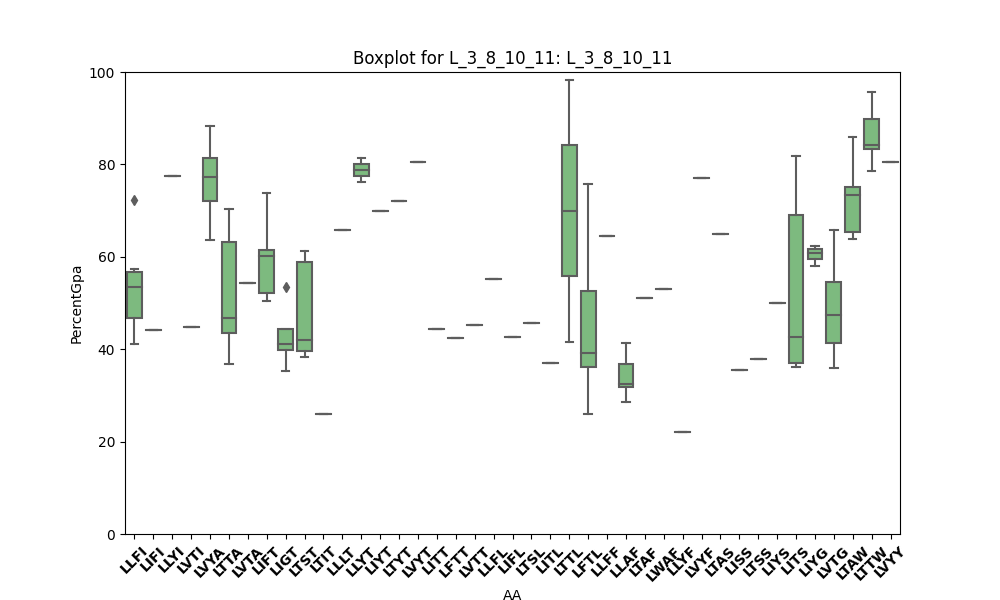 Boxplot for L_3_8_10_11: L_3_8_10_11
100
80
60
40
20
0
PercentGpa
LLFI LIFI LLYI LVTI LVYA LTTA LVTA LIFT LIGT LTST LTIT LLLT LLYT LIYT LTYT LVYT LITT LFTT LVTT LLFL LIFL LTSL LITL LTTL LFTL LLFF LLAF LTAF LWAF LLYF LVYF LTAS LISS LTSS LIYS LITS LIYG LVTG LTAW LTTW LVYY
AA